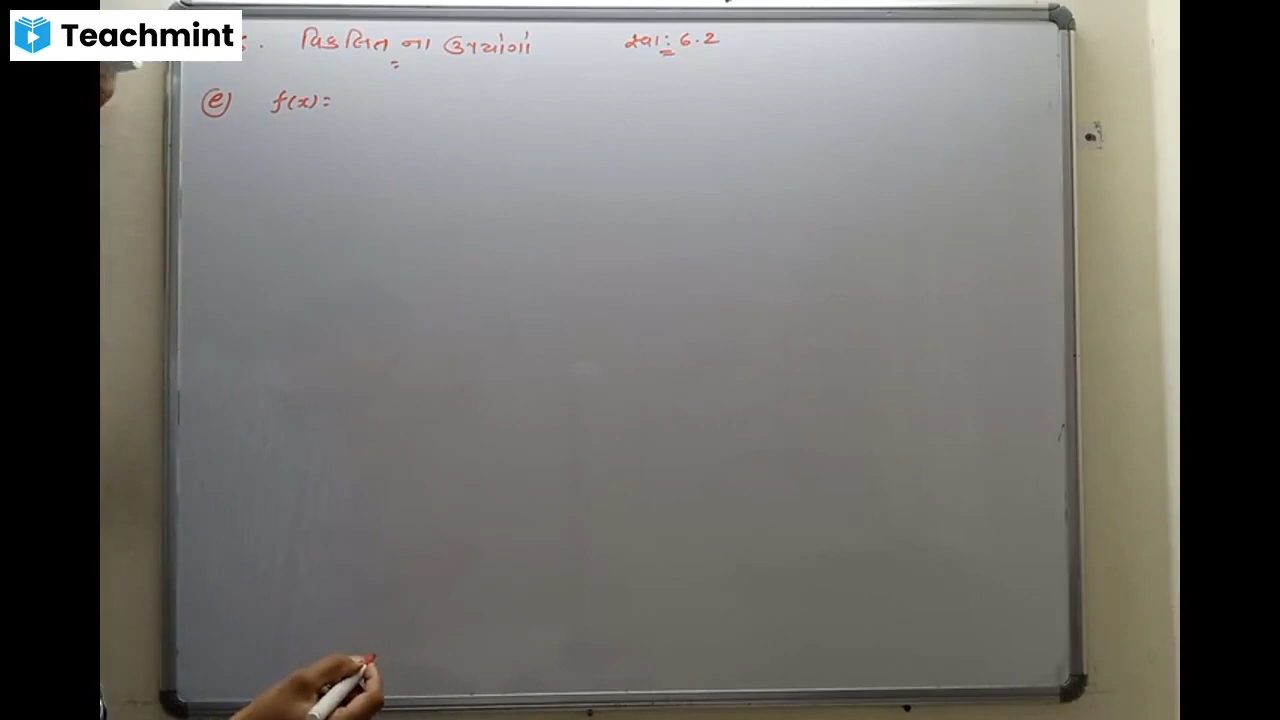 Teachmint
વિકલિત ના ઉપયોગો સ્વા: 6.2
(e) f(x)=